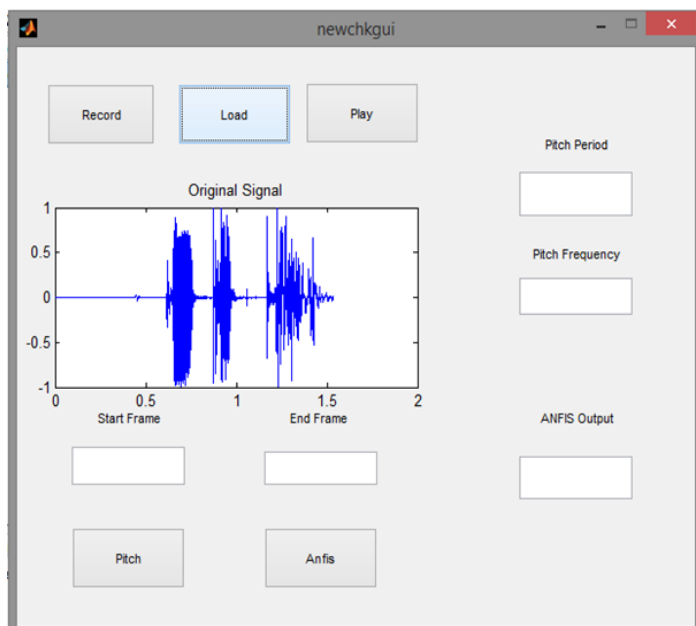 newchkgui
Record
Load
Play
Pitch Period
Original Signal
1
0.5
0
-0.5
-1
0
0.5
1
1.5
2
Pitch Frequency
Start Frame
End Frame
ANFIS Output
Pitch
Anfis